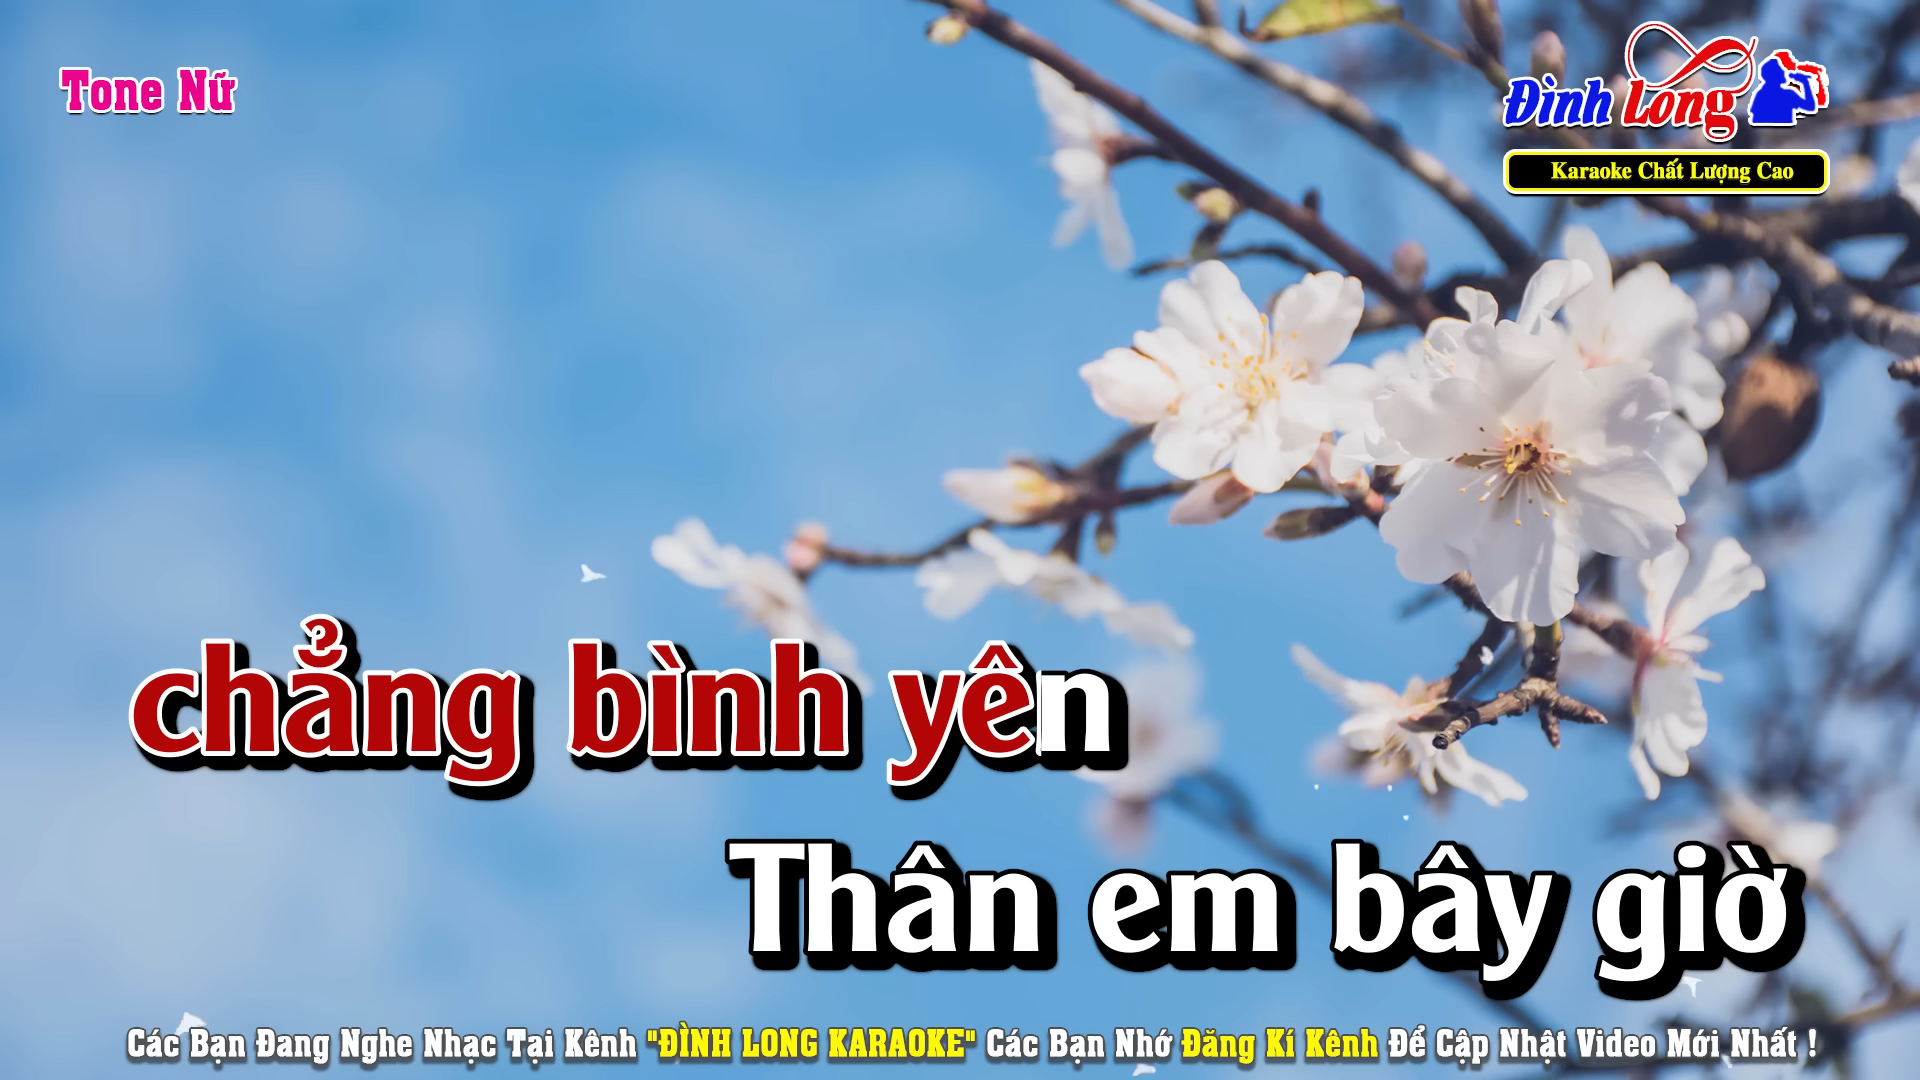 Tone Nữ
Đình Long
Karaoke Chất Lượng Cao
chẳng bình yên
Thân em bây giờ
Các Bạn Đang Nghe Nhạc Tại Kênh "ĐÌNH LONG KARAOKE" Các Bạn Nhớ Đăng Kí Kênh Để Cập Nhật Video Mới Nhất !